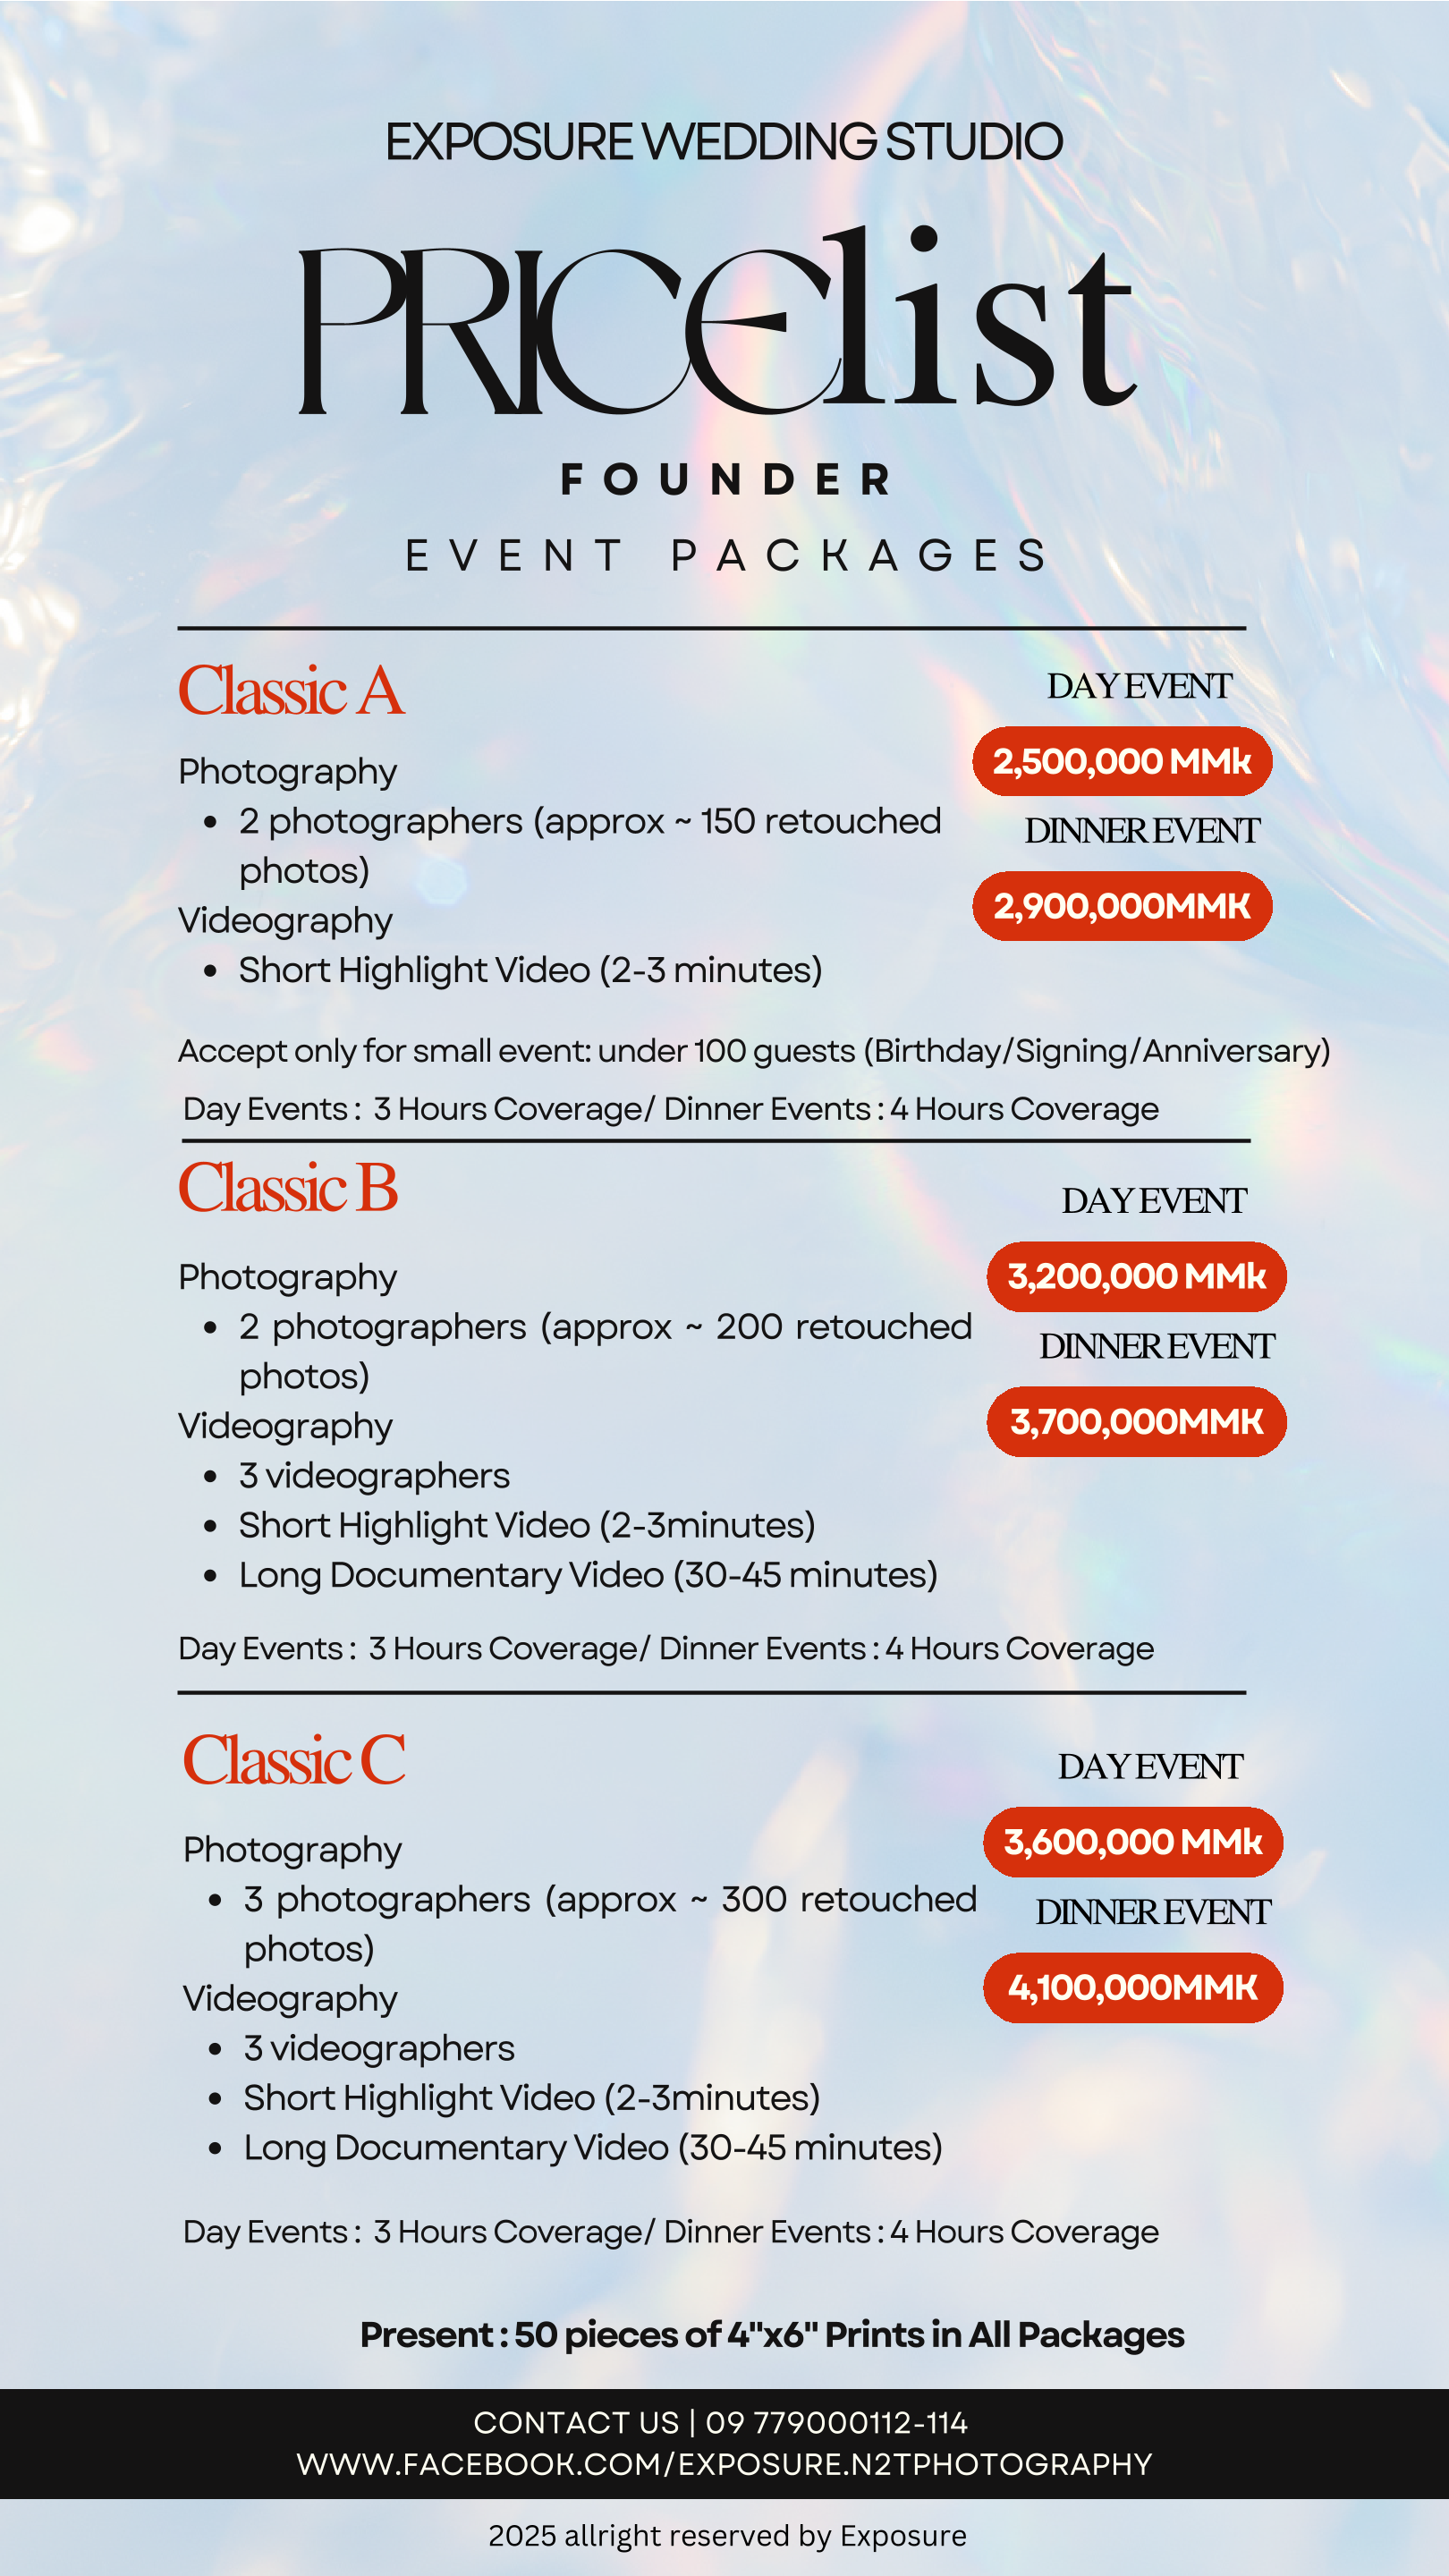 EXPOSURE WEDDING STUDIO
PRICElist
FOUNDER
EVENT PACKAGES
Classic A
DAY EVENT
2,500,000 MMk
DINNER EVENT
2,900,000MMK
Photography
• 2 photographers (approx ~ 150 retouched
photos)
Videography
• Short Highlight Video (2-3 minutes)
Accept only for small event: under 100 guests (Birthday/Signing/Anniversary)
Day Events : 3 Hours Coverage/ Dinner Events : 4 Hours Coverage
Classic B
DAY EVENT
3,200,000 MMk
DINNER EVENT
3,700,000MMK
Photography
• 2 photographers (approx ~ 200 retouched
photos)
Videography
• 3 videographers
• Short Highlight Video (2-3minutes)
• Long Documentary Video (30-45 minutes)
Day Events : 3 Hours Coverage/ Dinner Events : 4 Hours Coverage
Classic C
DAY EVENT
3,600,000 MMk
DINNER EVENT
4,100,000MMK
Photography
• 3 photographers (approx ~ 300 retouched
photos)
Videography
• 3 videographers
• Short Highlight Video (2-3minutes)
• Long Documentary Video (30-45 minutes)
Day Events : 3 Hours Coverage/ Dinner Events : 4 Hours Coverage
Present : 50 pieces of 4"x6" Prints in All Packages
CONTACT US | 09 779000112-114
WWW.FACEBOOK.COM/EXPOSURE.N2TPHOTOGRAPHY
2025 allright reserved by Exposure